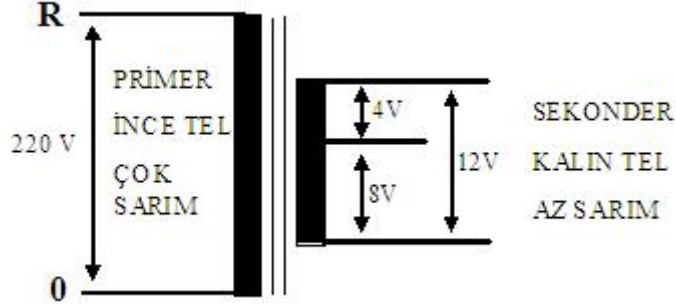 R
220 V
0
PRİMER
İNCE TEL
ÇOK
SARIM
4V
8V
12V
SEKONDER
KALIN TEL
AZ SARIM